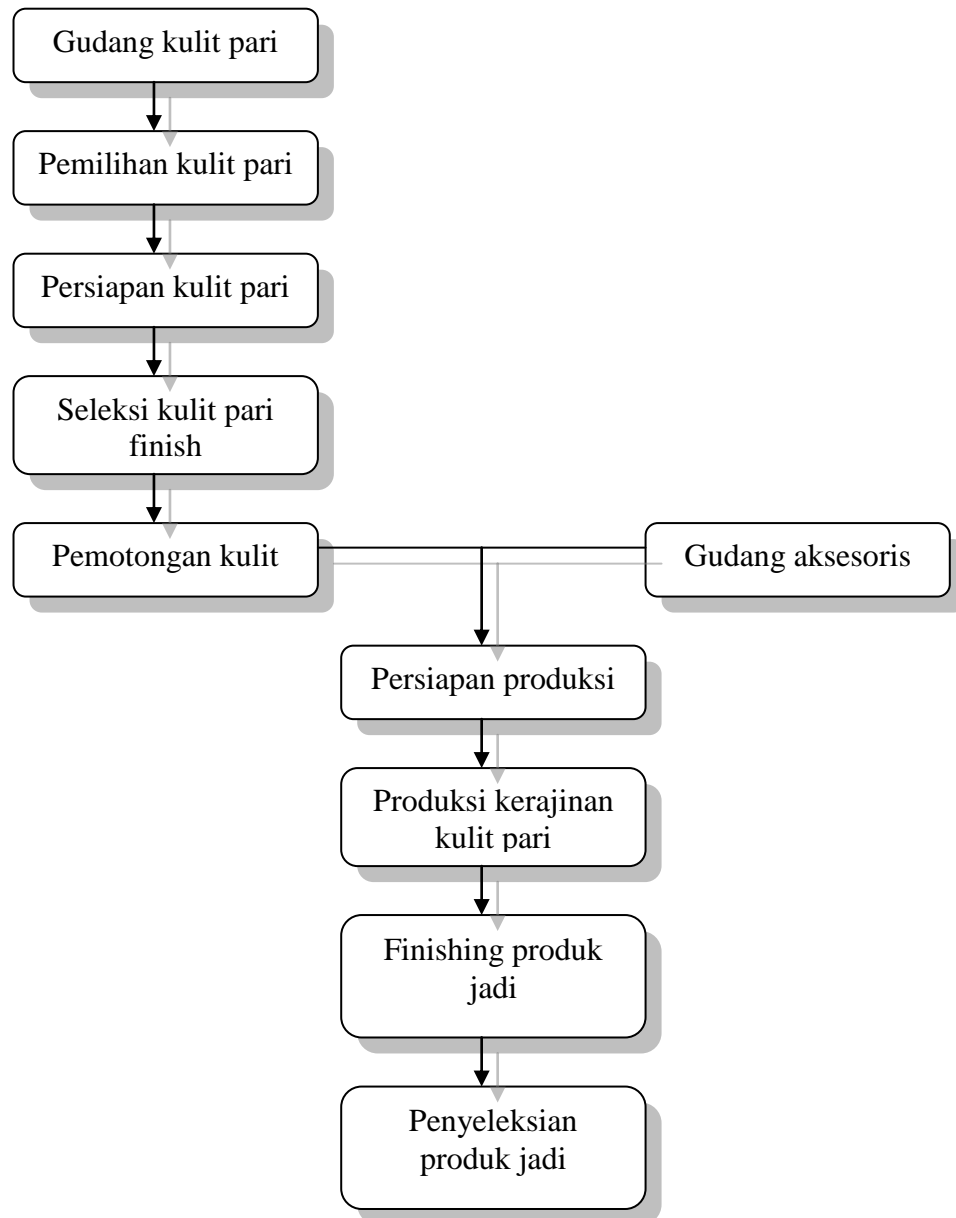 Gudang kulit pari
Pemilihan kulit pari
Persiapan kulit pari
Seleksi kulit pari
finish
Pemotongan kulit
Gudang aksesoris
Persiapan produksi
Produksi kerajinan
kulit pari
Finishing produk
jadi
Penyeleksian
produk jadi